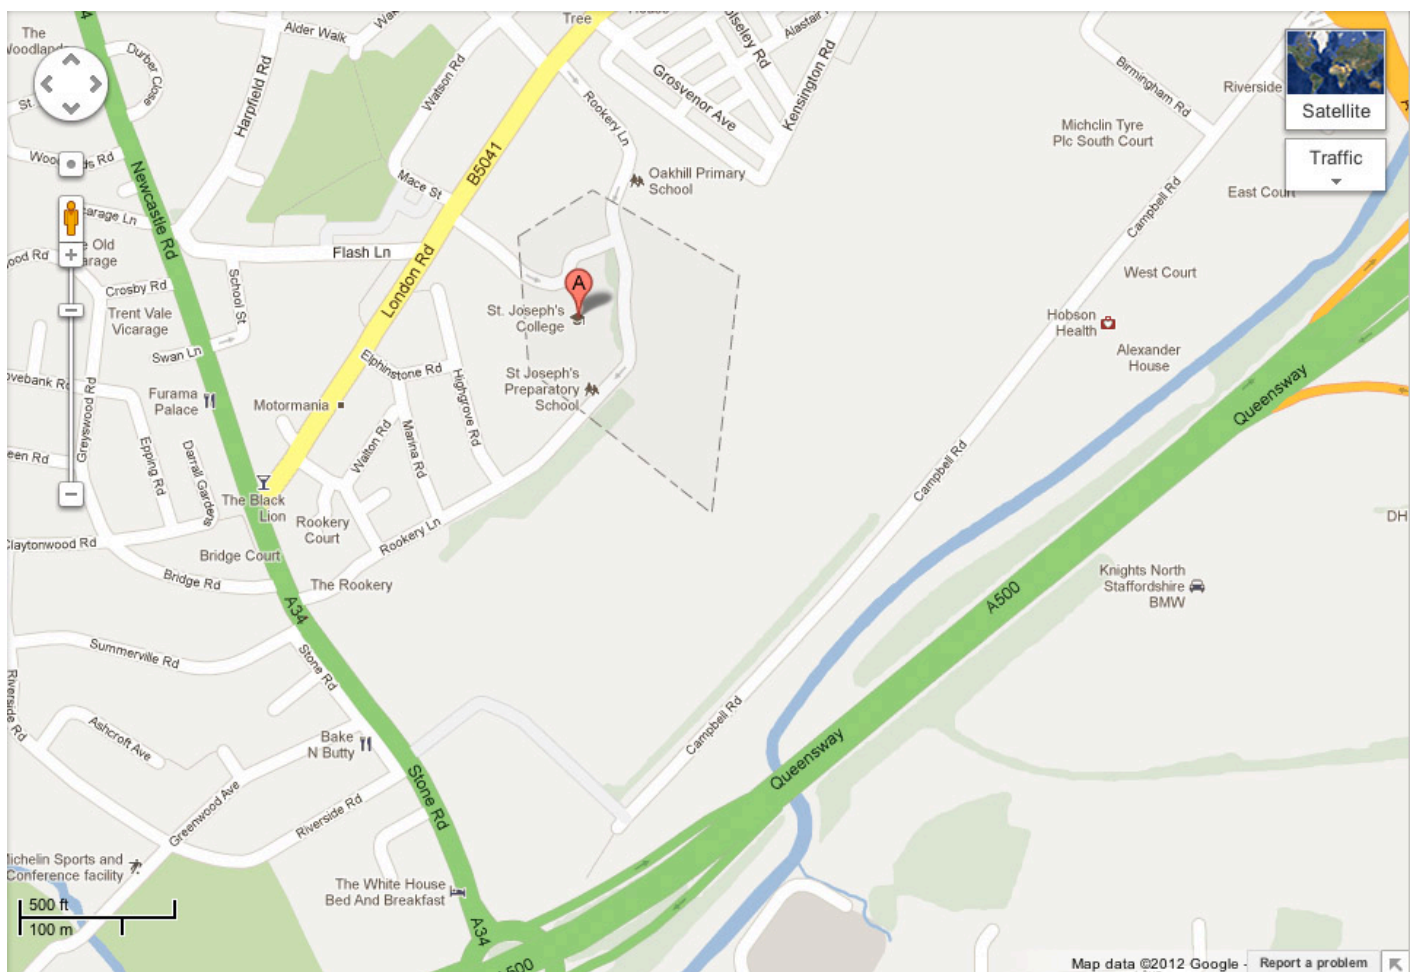 The
Woodlands
Durber
Close
Alder Walk
Tree
Harpfield Rd
Watson Rd
Rookery Ln
Grosvenor Ave
Kensington Rd
Birmingham Rd
Riverside
Satellite
Michclin Tyre
Plc South Court
Traffic
St.
Newcastle Rd
B5041
Mace St
Oakhill Primary
School
East Court
Campbell Rd
Flash Ln
London Rd
West Court
School St
Crosby Rd
Trent Vale
Vicarage
Swan Ln
A
St. Joseph's
College
Hobson
Health
Alexander
House
Elphinstone Rd
Highgrove Rd
St Joseph's
Preparatory
School
Furama
Palace
Motormania
Greyswood Rd
Queensway
Walton Rd
Marina Rd
Epping Rd
Darrall Gardens
Campbell Rd
The Black
Lion
Rookery
Court
Rookery Ln
Claytonwood Rd
Bridge Court
DH
Bridge Rd
The Rookery
Knights North
Staffordshire
BMW
A34
A500
Summerville Rd
Stone Rd
Riverside Rd
Ashcroft Ave
Bake
N Butty
Campbell Rd
Queensway
Stone Rd
Greenwood Ave
Riverside Rd
Michelin Sports and
Conference facility
The White House
Bed And Breakfast
500 ft
100 m
A34
A500
Map data ©2012 Google -
Report a problem